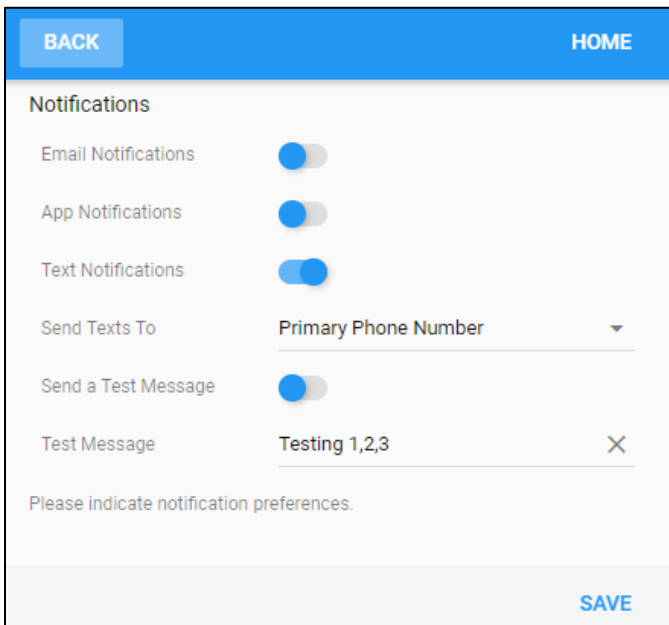 BACK HOME
Notifications
Email Notifications
App Notifications
Text Notifications
Send Texts To Primary Phone Number
Send a Test Message
Test Message Testing 1,2,3
Please indicate notification preferences.
SAVE